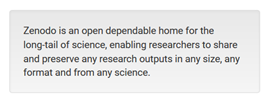 Zenodo is an open dependable home for the
long-tail of science, enabling researchers to share
and preserve any research outputs in any size, any
format and from any science.